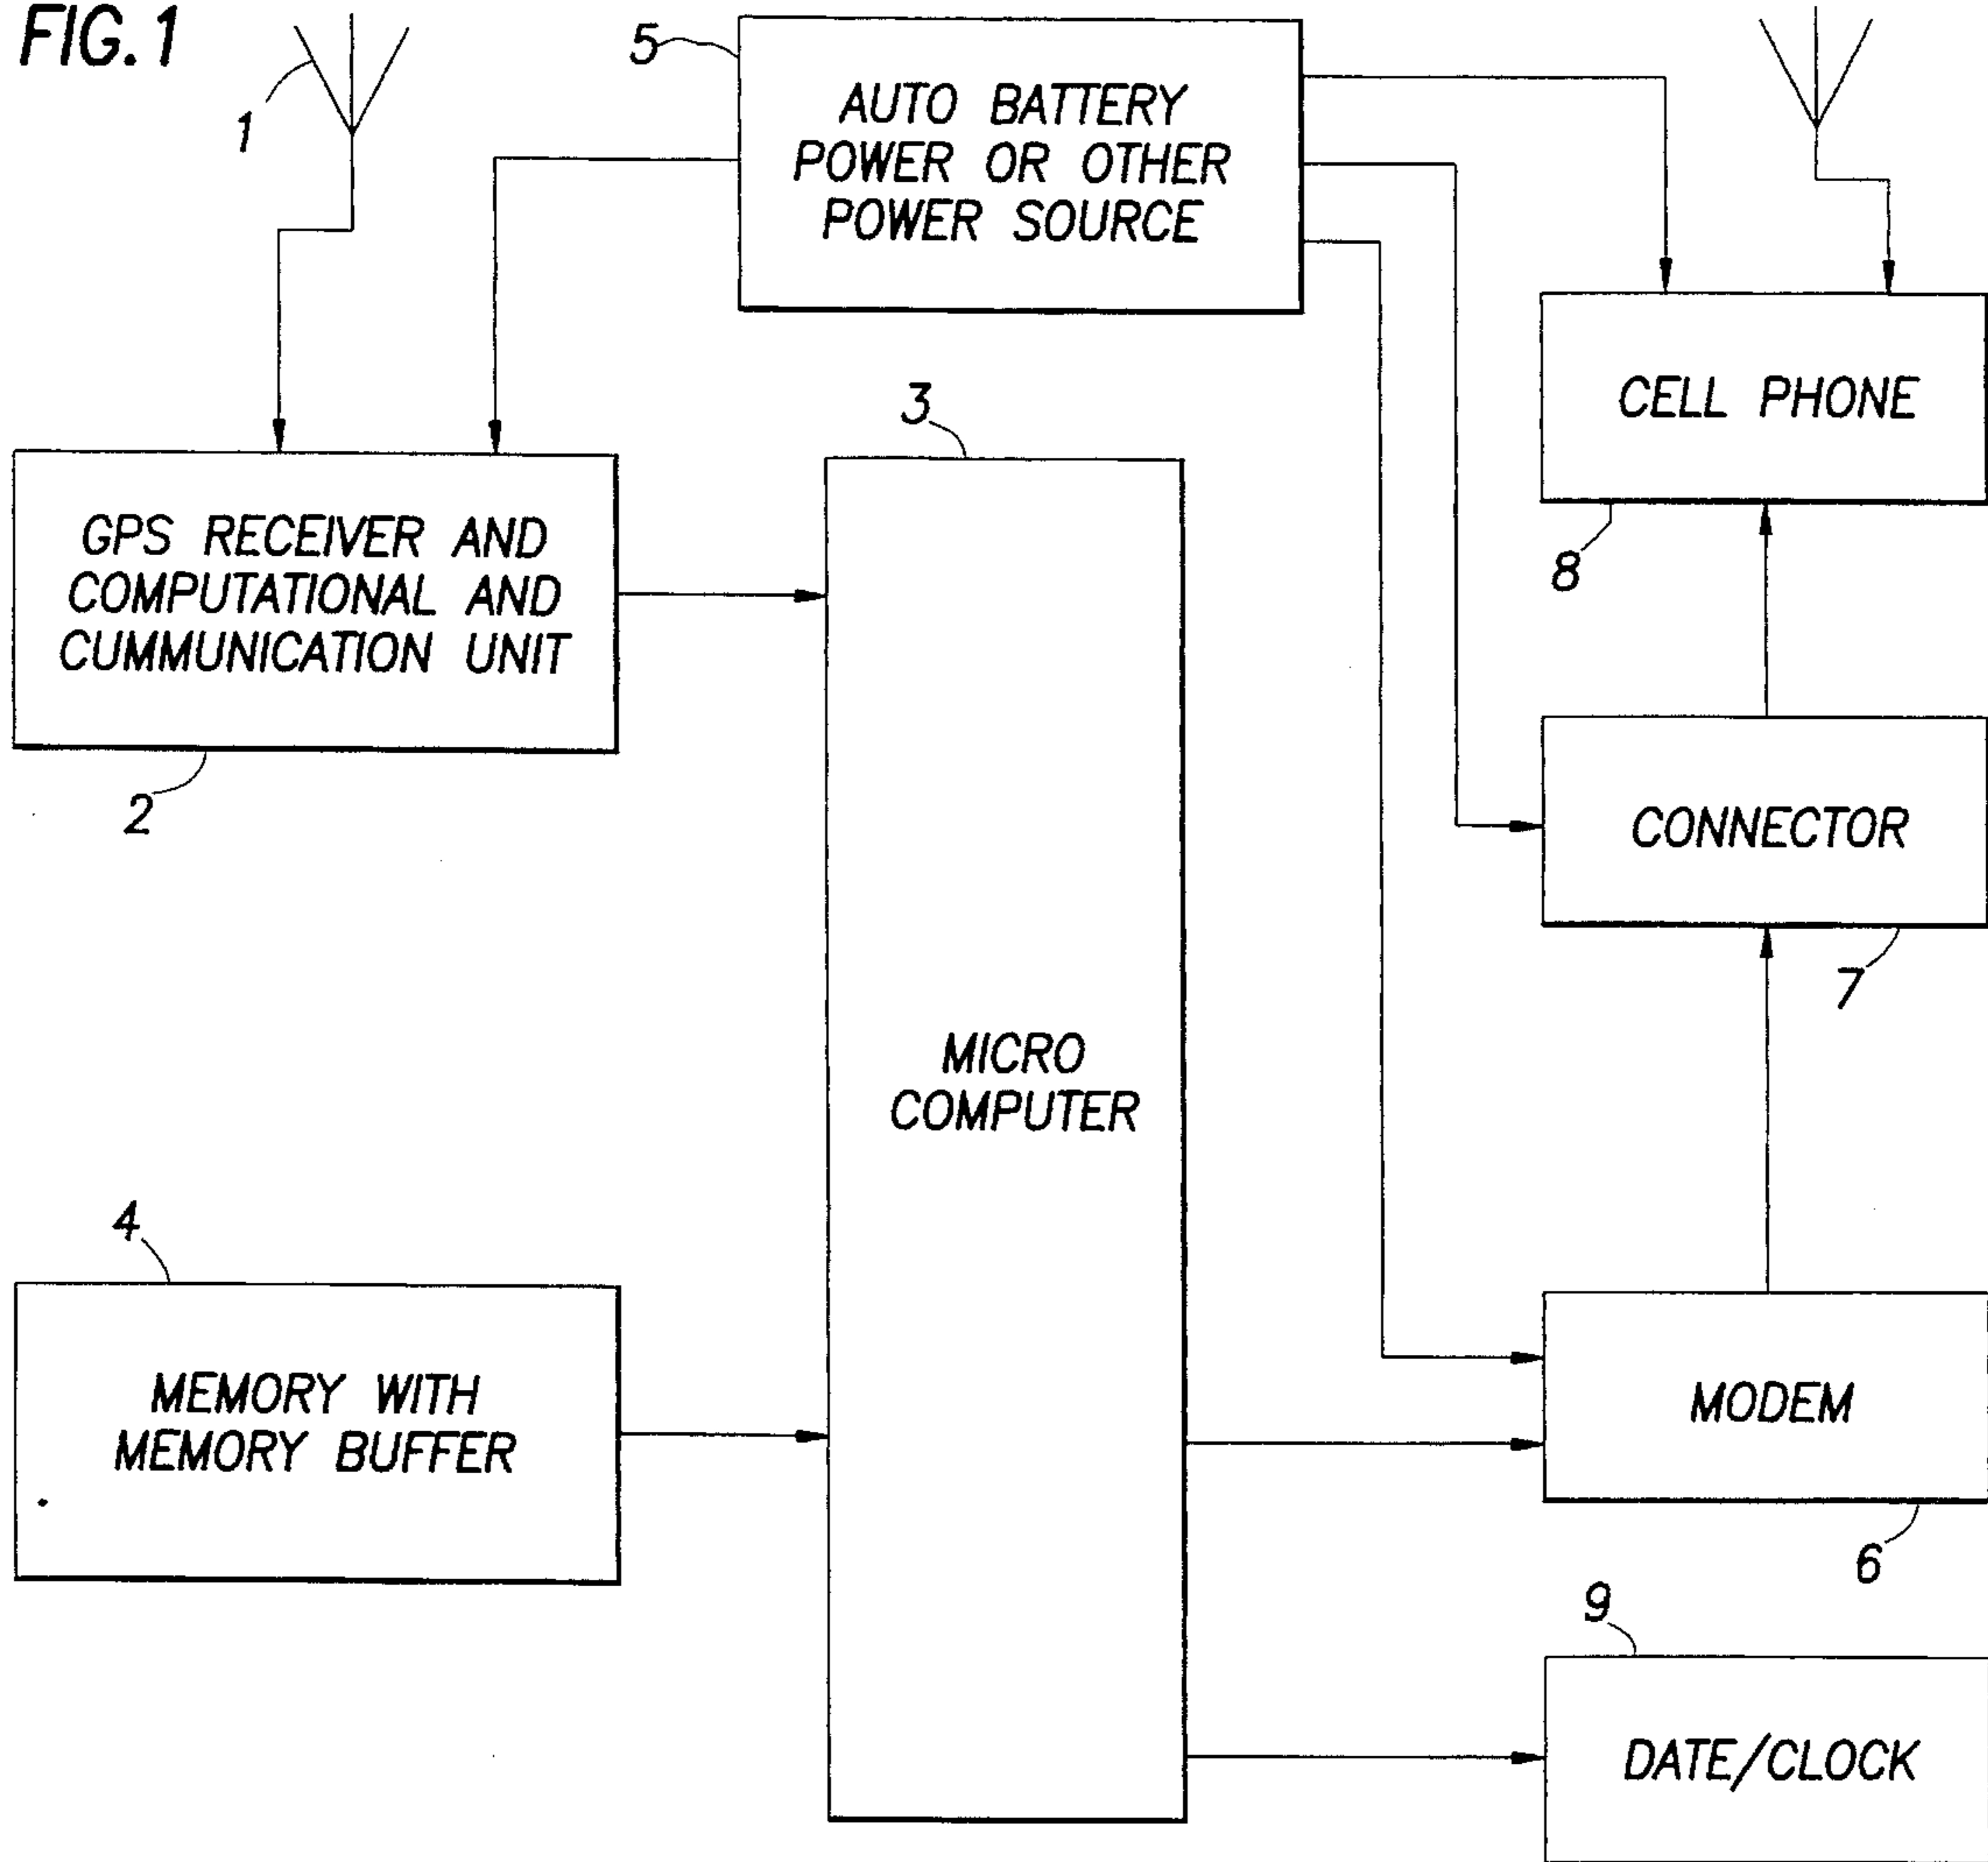 FIG. 1
1
5
AUTO BATTERY
POWER OR OTHER
POWER SOURCE
CELL PHONE
8
3
GPS RECEIVER AND
COMPUTATIONAL AND
CUMMUNICATION UNIT
2
CONNECTOR
7
MICRO
COMPUTER
4
MEMORY WITH
MEMORY BUFFER
MODEM
6
9
DATE/CLOCK